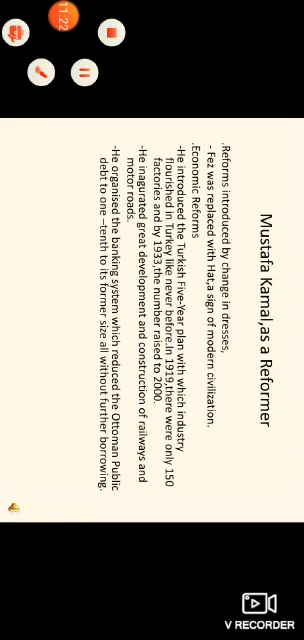 11:22
Mustafa Kamal,as a Reformer
.Reforms introduced by change in dresses,
- Fez was replaced with Hat,a sign of modern civilization.
.Economic Reforms
-He introduced the Turkish Five-Year plan with which industry
flourished in Turkey like never before.In 1919,there were only 150
factories and by 1933,the number raised to 2000.
-He inagurated great development and construction of railways and
motor roads.
-He organised the banking system which reduced the Ottoman Public
debt to one –tenth to its former size all without further borrowing.
V RECORDER